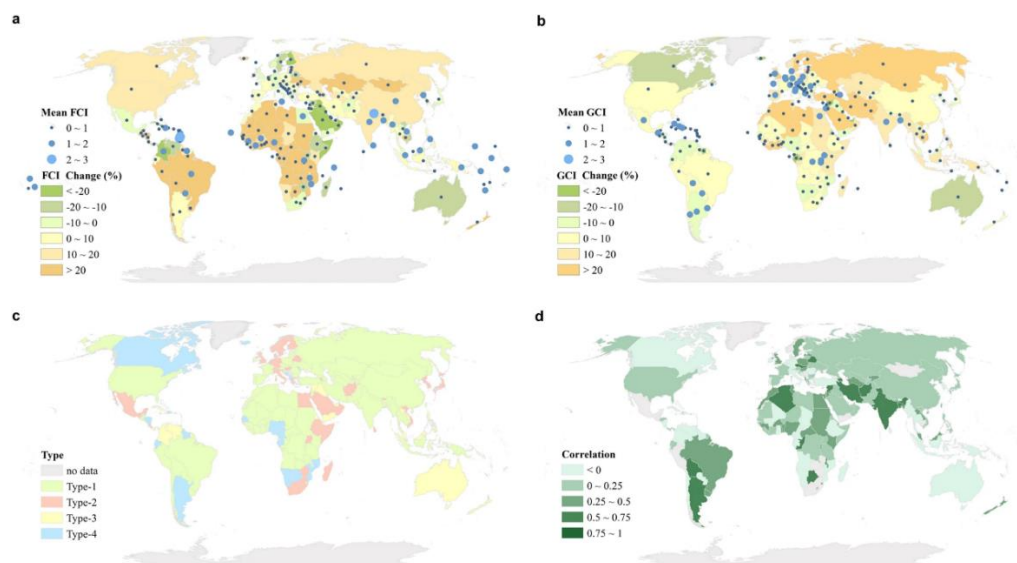 a
Mean FCI
0 ~ 1
1 ~ 2
2 ~ 3
FCI Change (%)
< -20
-20 ~ -10
-10 ~ 0
0 ~ 10
10 ~ 20
> 20
b
Mean GCI
0 ~ 1
1 ~ 2
2 ~ 3
GCI Change (%)
< -20
-20 ~ -10
-10 ~ 0
0 ~ 10
10 ~ 20
> 20
c
Type
no data
Type-1
Type-2
Type-3
Type-4
d
Correlation
< 0
0 ~ 0.25
0.25 ~ 0.5
0.5 ~ 0.75
0.75 ~ 1